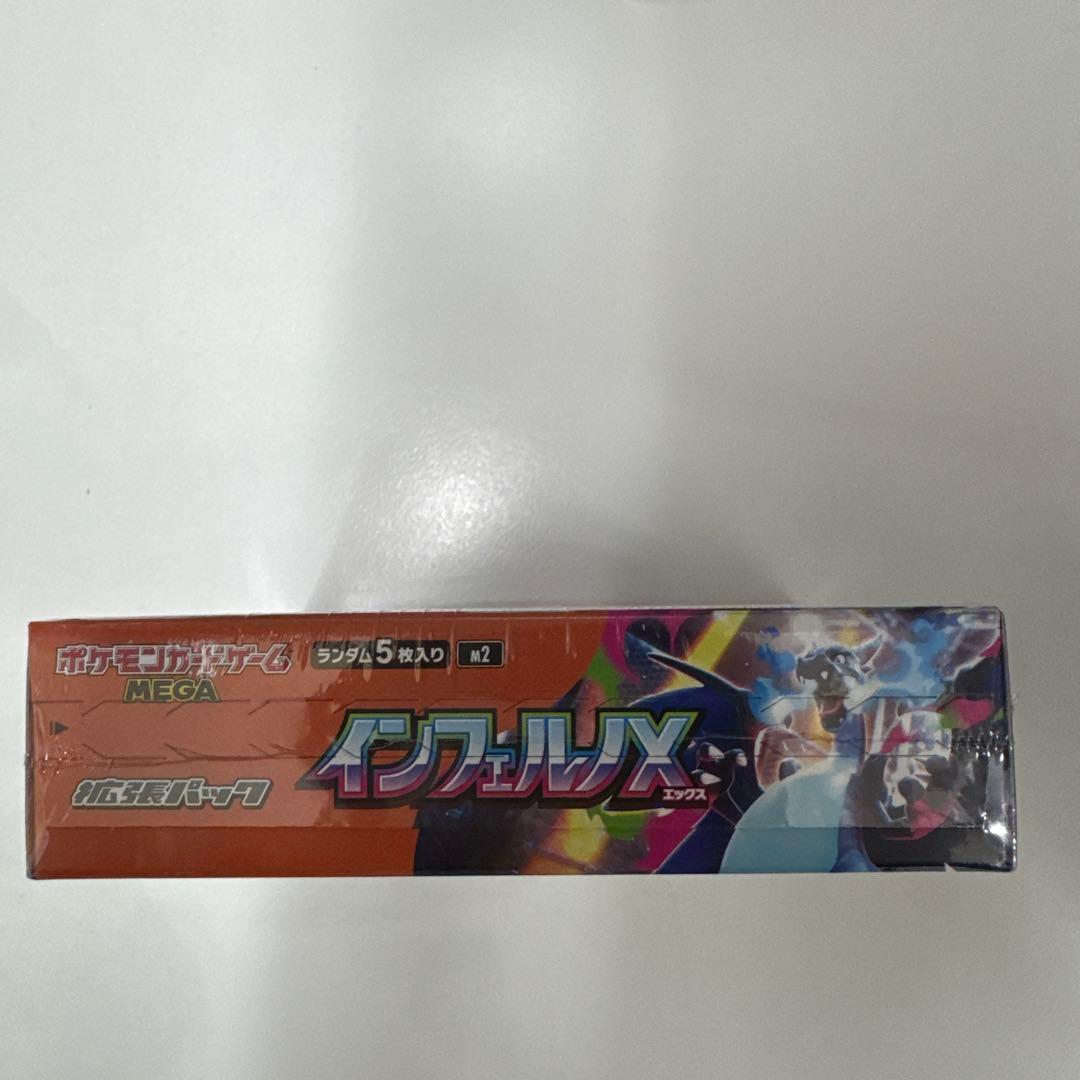 ポケモンカードゲーム
MEGA
ランダム5枚入り
M2
拡張パック
インフェルノX
エックス